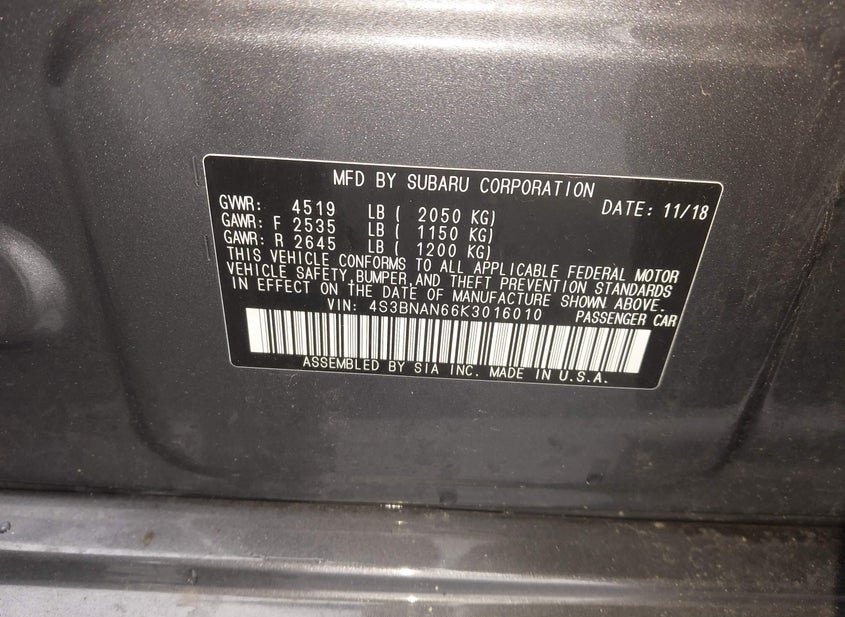 MFD BY SUBARU CORPORATION
GVWR: 4519 LB ( 2050 KG) DATE: 11/18
GAWR: F 2535 LB ( 1150 KG)
GAWR: R 2645 LB ( 1200 KG)
THIS VEHICLE CONFORMS TO ALL APPLICABLE FEDERAL MOTOR
VEHICLE SAFETY, BUMPER, AND THEFT PREVENTION STANDARDS
IN EFFECT ON THE DATE OF MANUFACTURE SHOWN ABOVE.
VIN: 4S3BNAN66K3016010 PASSENGER CAR
ASSEMBLED BY SIA INC. MADE IN U.S.A.